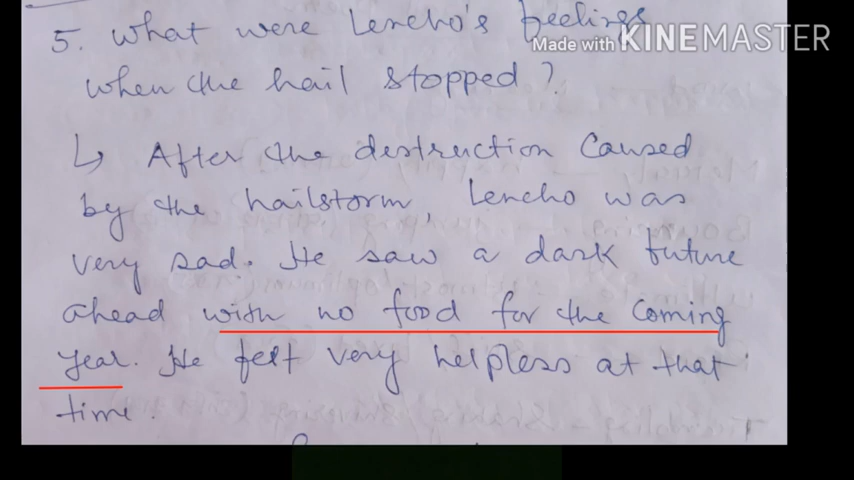 5. What were Lencho's feelings
Made with KINEMASTER
when the hail stopped?
↳ After the destruction caused
by the hailstorm, Lencho was
very sad. He saw a dark future
ahead with no food for the coming
year. He felt very helpless at that
time.